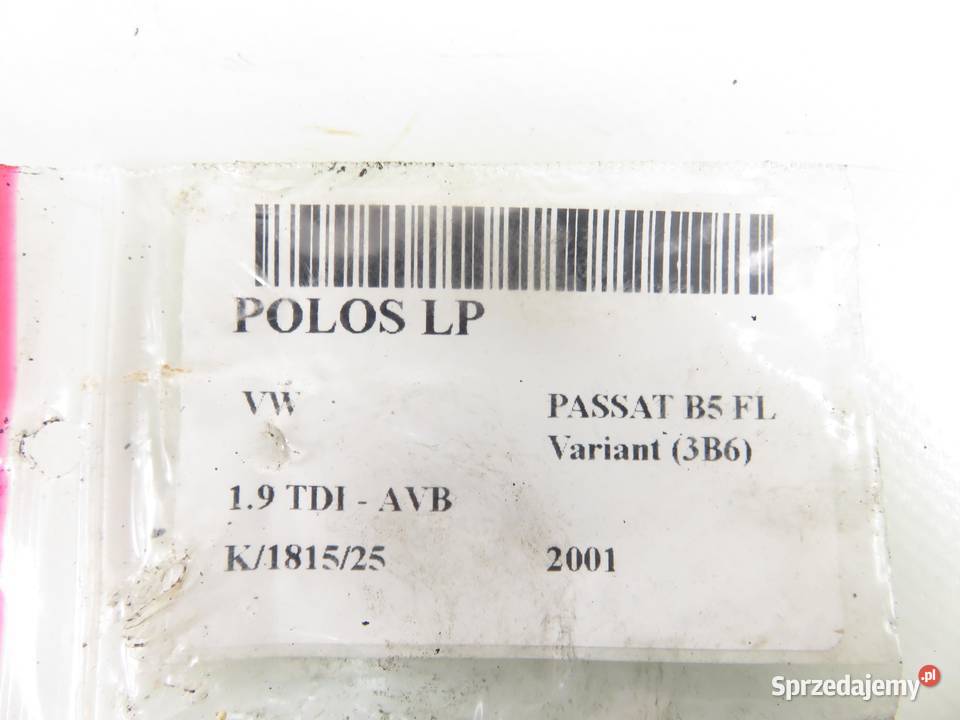 POLOS LP
VW PASSAT B5 FL
Variant (3B6)
1.9 TDI - AVB
K/1815/25 2001
Sprzedajemy.pl